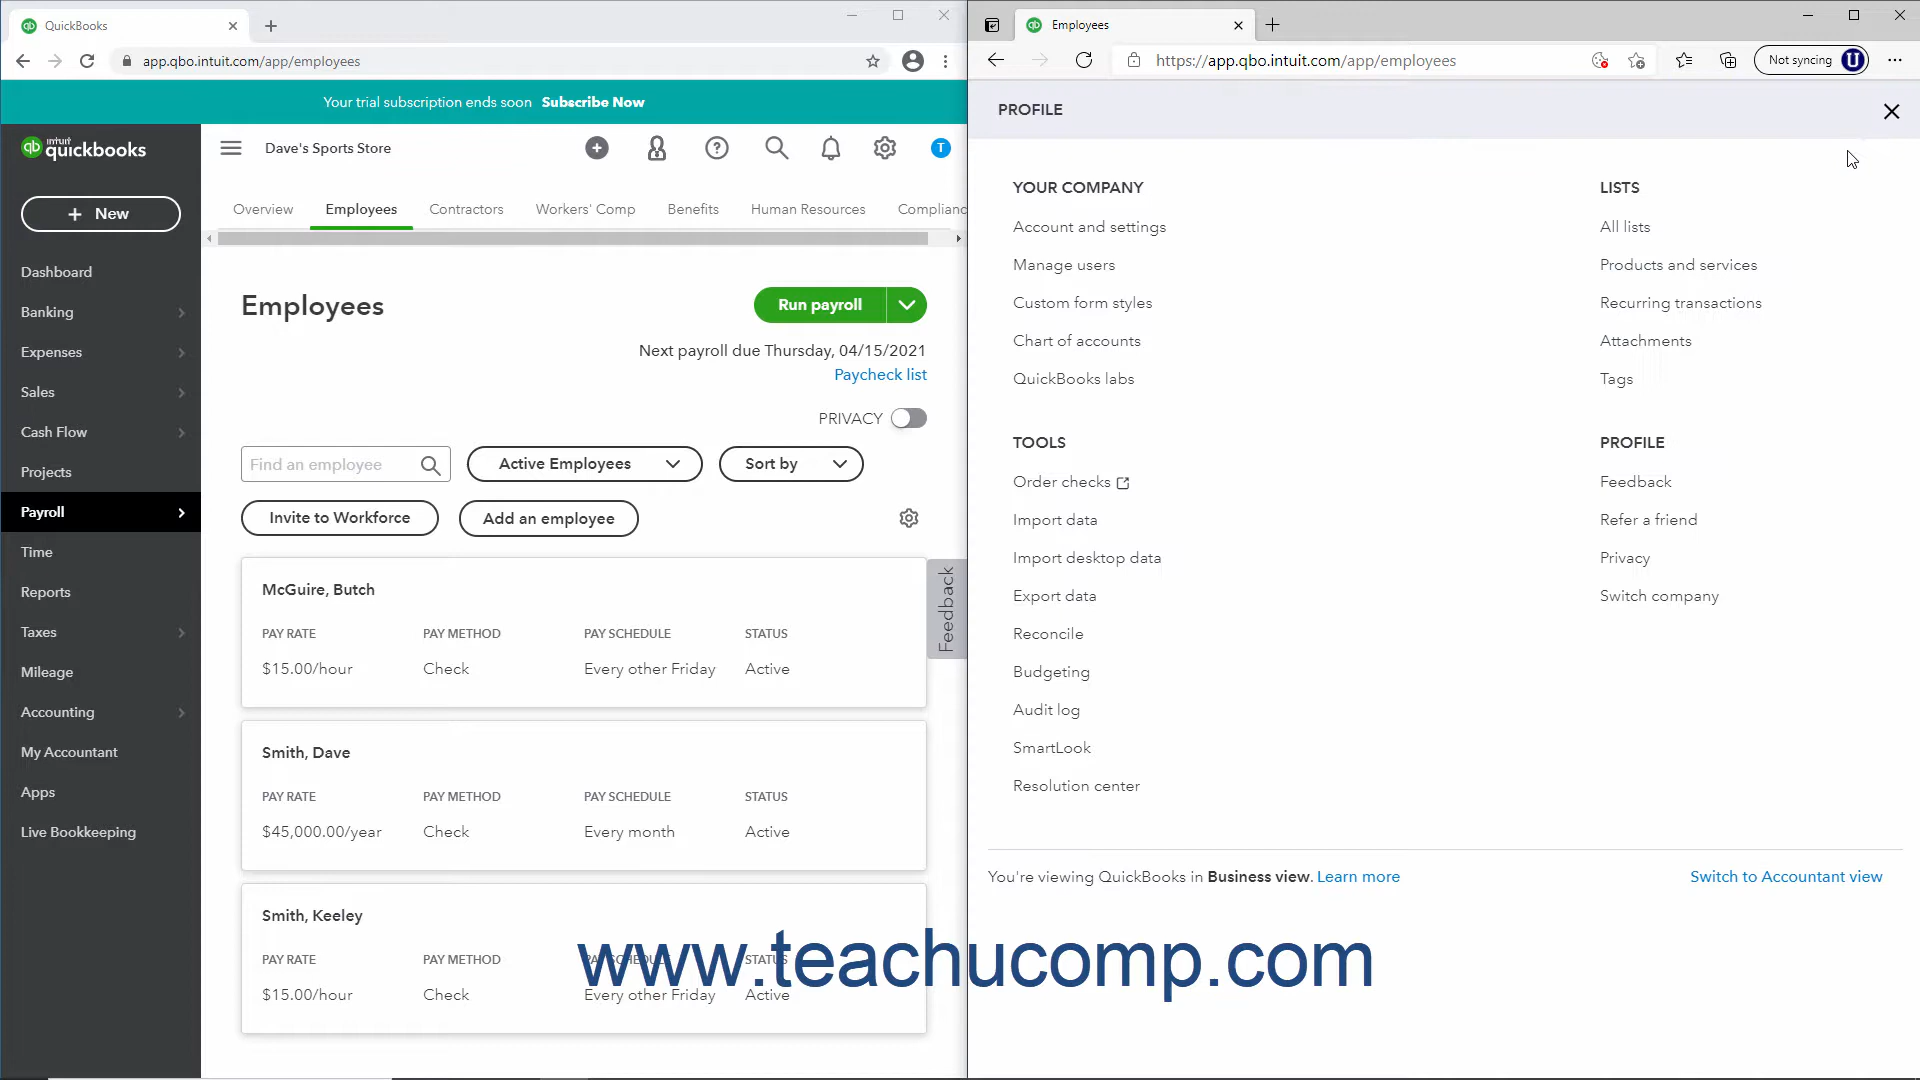 QuickBooks
app.qbo.intuit.com/app/employees
Your trial subscription ends soon Subscribe Now
qb intuit quickbooks
Dave's Sports Store
T
+ New
Dashboard
Banking
Expenses
Sales
Cash Flow
Projects
Payroll
Time
Reports
Taxes
Mileage
Accounting
My Accountant
Apps
Live Bookkeeping
Overview Employees Contractors Workers' Comp Benefits Human Resources Complianc
Employees
Run payroll
Next payroll due Thursday, 04/15/2021
Paycheck list
PRIVACY
Find an employee Active Employees Sort by
Invite to Workforce Add an employee
McGuire, Butch
PAY RATE PAY METHOD PAY SCHEDULE STATUS
$15.00/hour Check Every other Friday Active
Smith, Dave
PAY RATE PAY METHOD PAY SCHEDULE STATUS
$45,000.00/year Check Every month Active
Smith, Keeley
PAY RATE PAY METHOD PAY SCHEDULE STATUS
$15.00/hour Check Every other Friday Active
Feedback
Employees
https://app.qbo.intuit.com/app/employees
Not syncing U
PROFILE
YOUR COMPANY
Account and settings
Manage users
Custom form styles
Chart of accounts
QuickBooks labs
TOOLS
Order checks
Import data
Import desktop data
Export data
Reconcile
Budgeting
Audit log
SmartLook
Resolution center
LISTS
All lists
Products and services
Recurring transactions
Attachments
Tags
PROFILE
Feedback
Refer a friend
Privacy
Switch company
You're viewing QuickBooks in Business view. Learn more
Switch to Accountant view
www.teachucomp.com